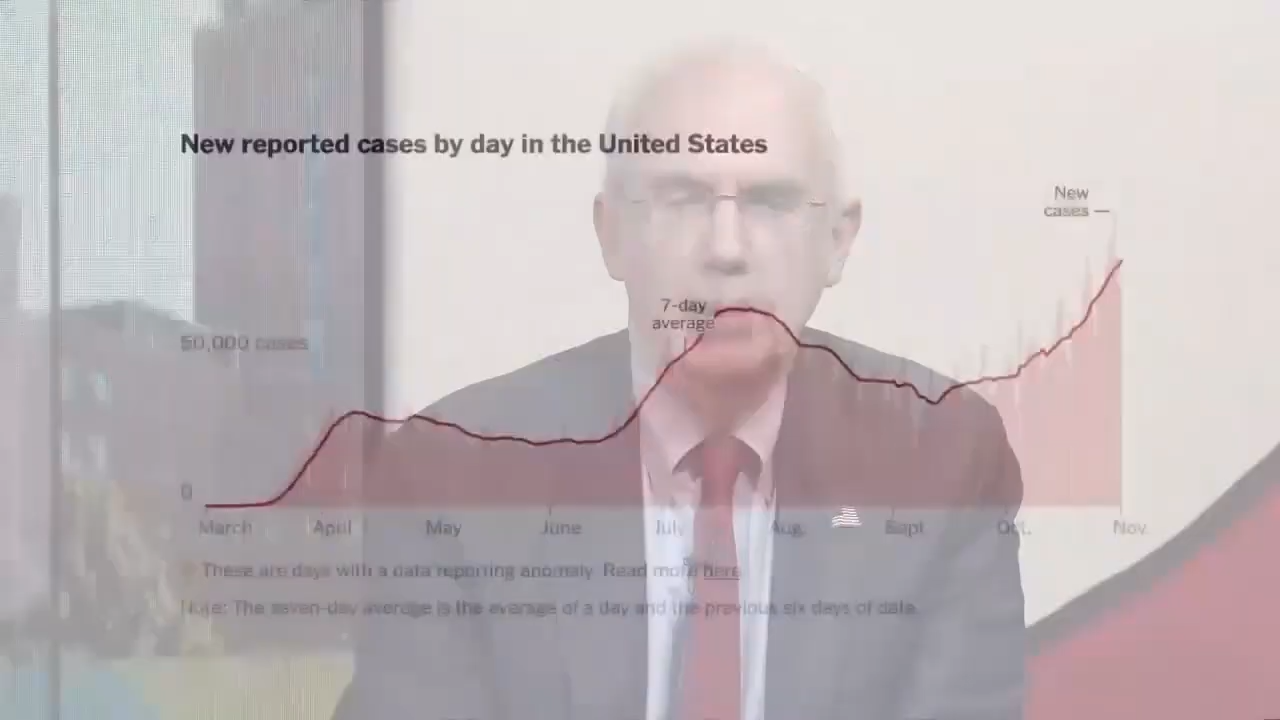 New reported cases by day in the United States
New
cases
7-day
average
50,000 cases
0
March April May June July Aug. Sept. Oct. Nov.
These are days with a data reporting anomaly. Read more here.
Note: The seven-day average is the average of a day and the previous six days of data.